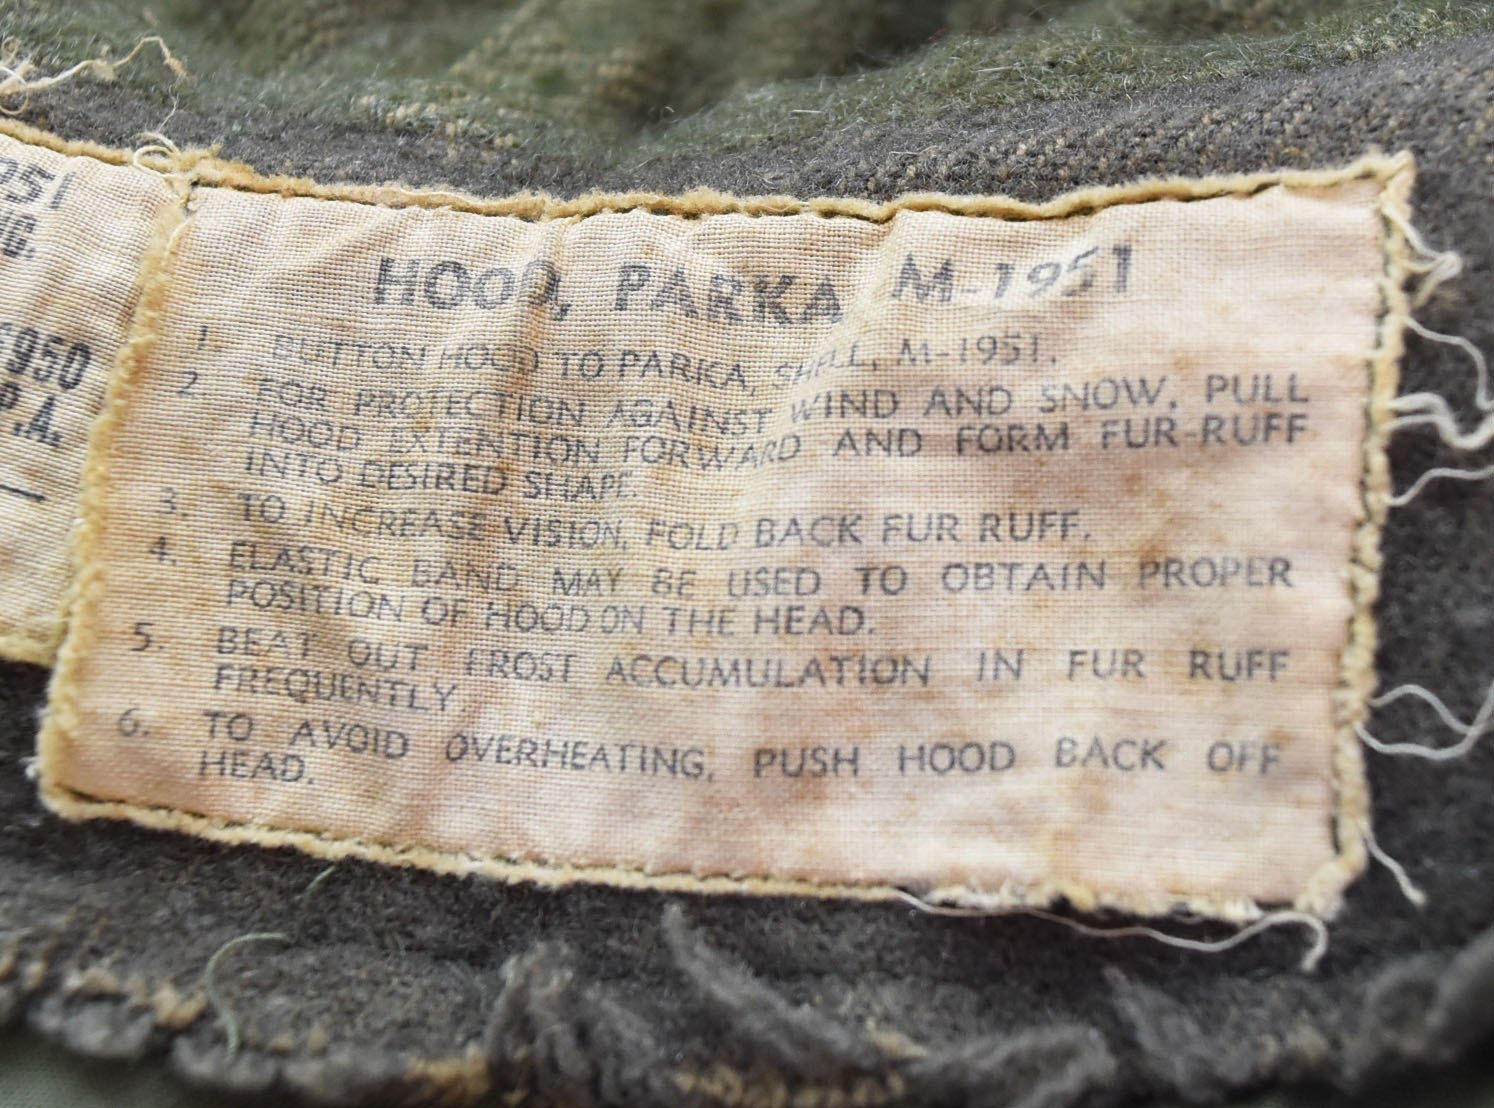 HOOD, PARKA, M-1951
1. BUTTON HOOD TO PARKA, SHELL, M-1951.
2 FOR PROTECTION AGAINST WIND AND SNOW, PULL
HOOD EXTENTION FORWARD AND FORM FUR-RUFF
INTO DESIRED SHAPE.
3. TO INCREASE VISION, FOLD BACK FUR RUFF.
4. ELASTIC BAND MAY BE USED TO OBTAIN PROPER
POSITION OF HOOD ON THE HEAD.
5. BEAT OUT FROST ACCUMULATION IN FUR RUFF
FREQUENTLY
6. TO AVOID OVERHEATING, PUSH HOOD BACK OFF
HEAD.